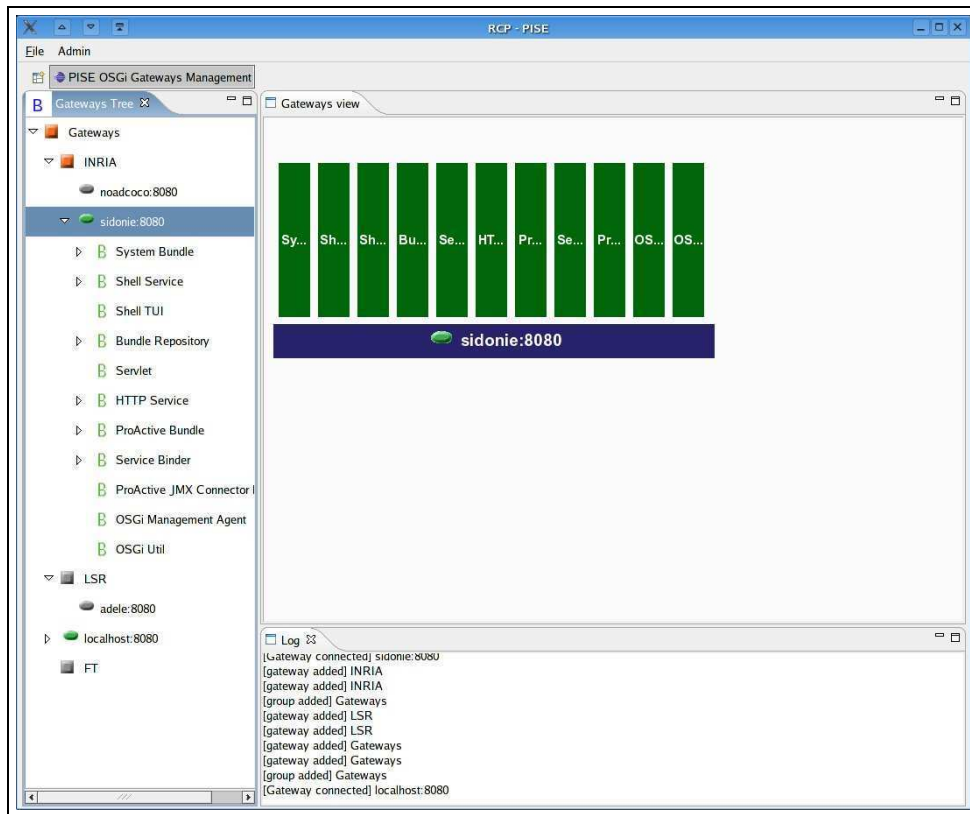 RCP - PISE
File Admin
PISE OSGi Gateways Management
B Gateways Tree
Gateways
INRIA
noadcoco:8080
sidonie:8080
B System Bundle
B Shell Service
B Shell TUI
B Bundle Repository
B Servlet
B HTTP Service
B ProActive Bundle
B Service Binder
B ProActive JMX Connector
B OSGi Management Agent
B OSGi Util
LSR
adele:8080
localhost:8080
FT
Gateways view
Sy... Sh... Sh... Bu... Se... HT... Pr... Se... Pr... OS... OS...
sidonie:8080
Log
[Gateway connected] sidonie:8080
[gateway added] INRIA
[gateway added] INRIA
[group added] Gateways
[gateway added] LSR
[gateway added] LSR
[gateway added] Gateways
[gateway added] Gateways
[group added] Gateways
[Gateway connected] localhost:8080